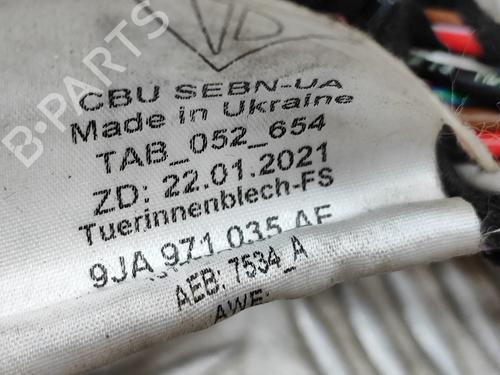 CBU SEBN-UA
Made in Ukraine
TAB_052_654
ZD: 22.01.2021
Tuerinnenblech-FS
9JA 971 035
AEB: 7534_A
AWE:
B-PARTS